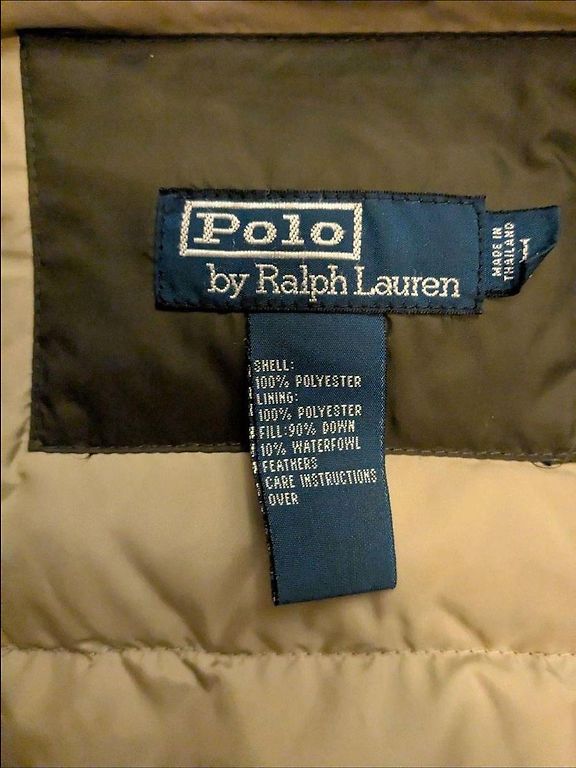 Polo
by Ralph Lauren
MADE IN
THAILAND
SHELL:
100% POLYESTER
LINING:
100% POLYESTER
FILL:90% DOWN
10% WATERFOWL
FEATHERS
CARE INSTRUCTIONS
OVER